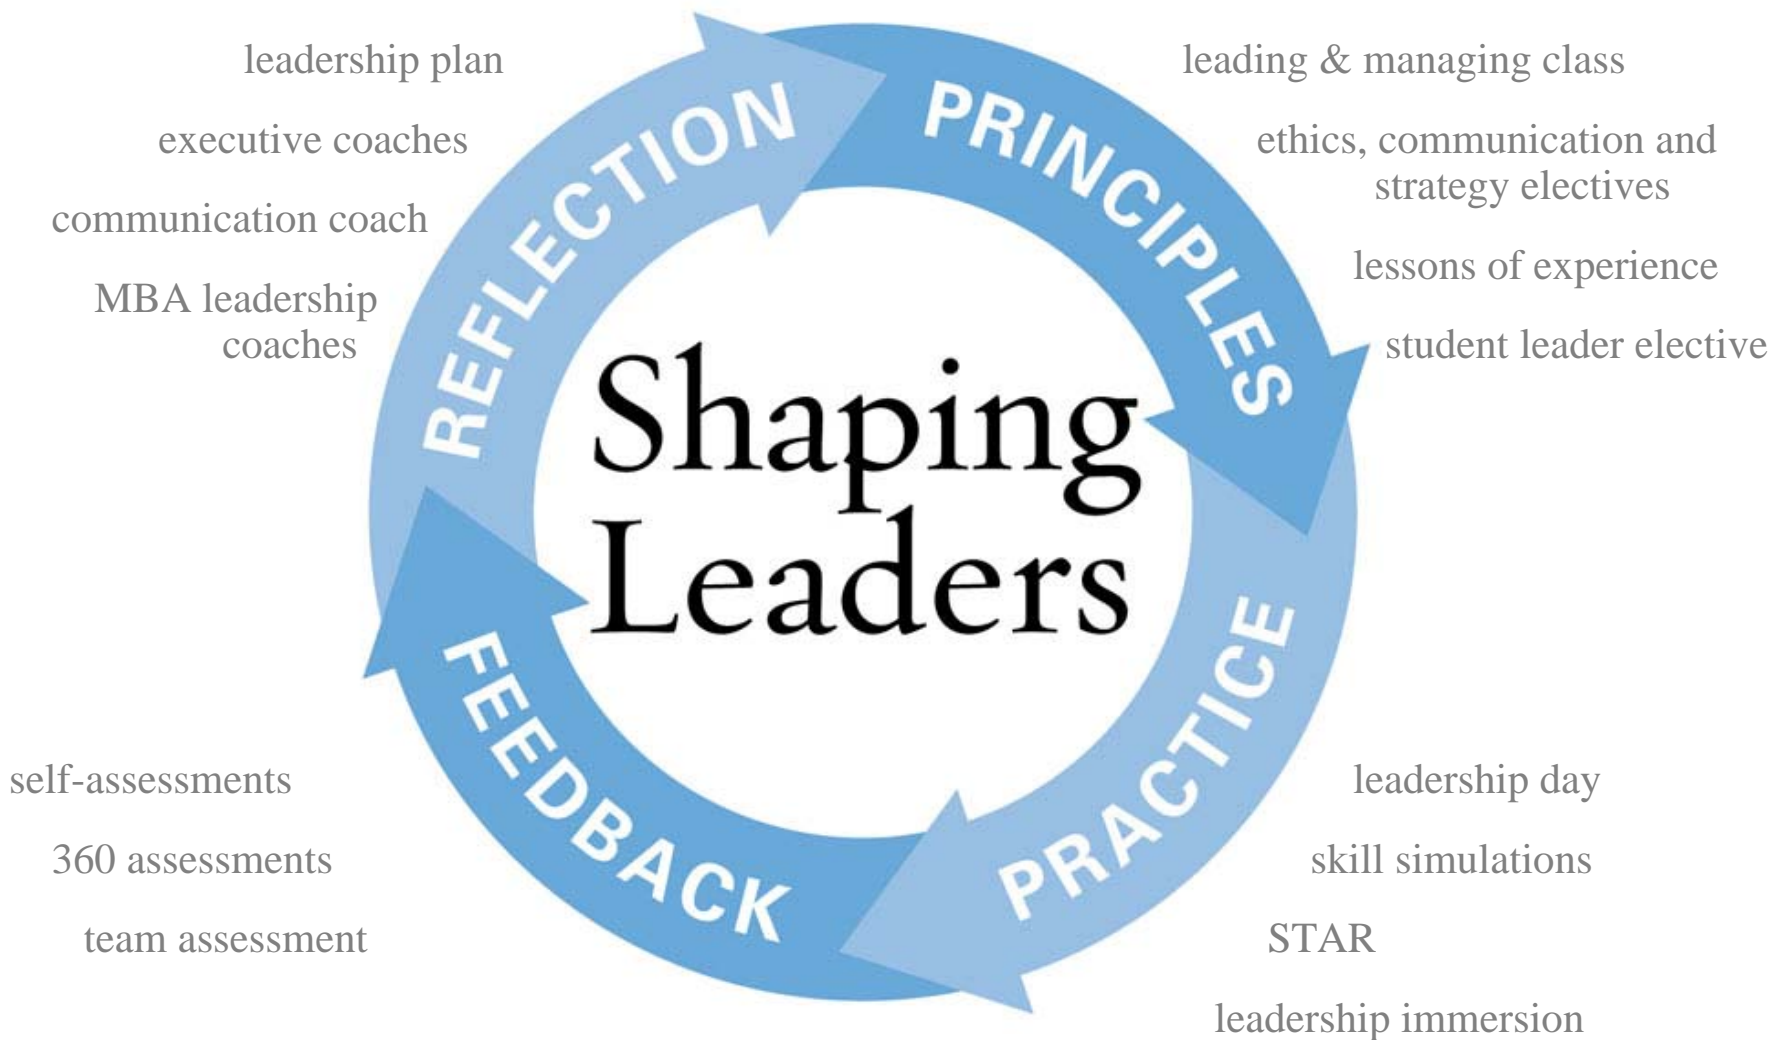 leadership plan
executive coaches
communication coach
MBA leadership
coaches
REFLECTION
PRINCIPLES
leading & managing class
ethics, communication and
strategy electives
lessons of experience
student leader elective
Shaping
Leaders
FEEDBACK
self-assessments
360 assessments
team assessment
PRACTICE
leadership day
skill simulations
STAR
leadership immersion